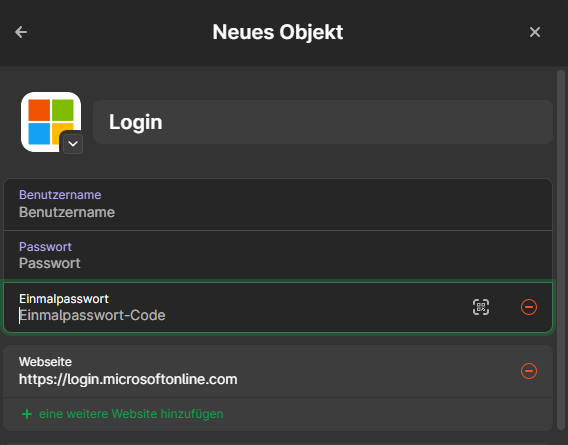 Neues Objekt
Login
Benutzername
Benutzername
Passwort
Passwort
Einmalpasswort
Einmalpasswort-Code
Webseite
https://login.microsoftonline.com
+ eine weitere Website hinzufügen